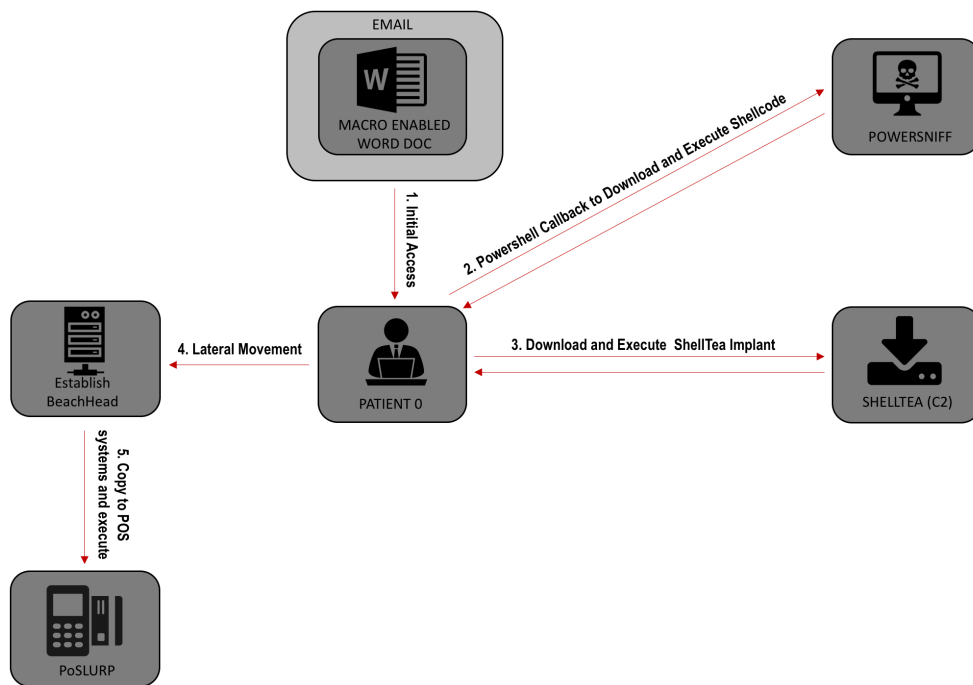 EMAIL
W
MACRO ENABLED
WORD DOC
POWERSNIFF
1. Initial Access
2. Powershell Callback to Download and Execute Shellcode
Establish
BeachHead
4. Lateral Movement
PATIENT 0
3. Download and Execute ShellTea Implant
SHELLTEA (C2)
5. Copy to POS
systems and execute
PoSLURP